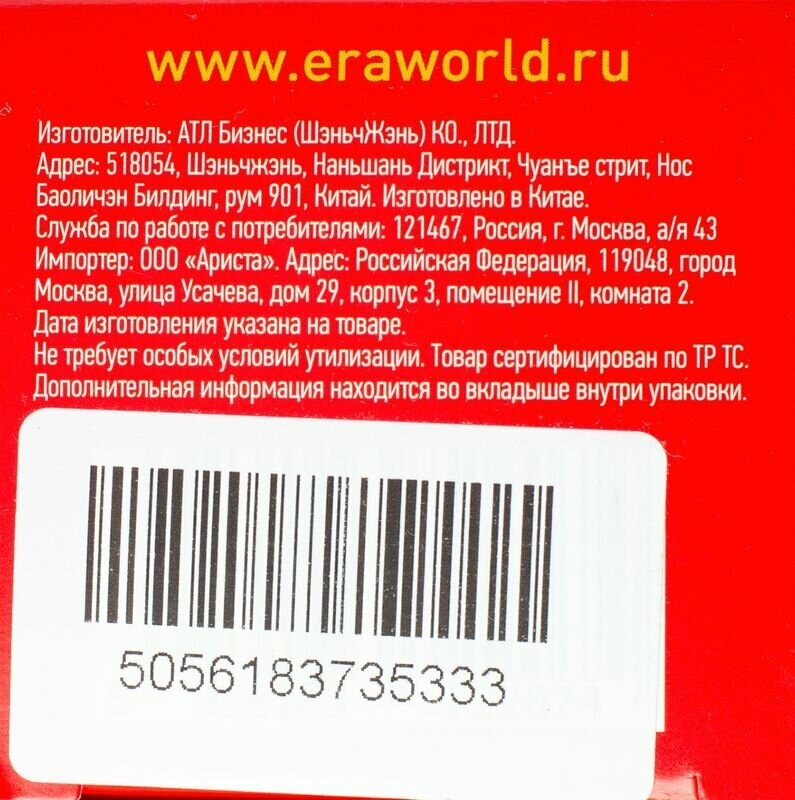 www.eraworld.ru
Изготовитель: АТЛ Бизнес (ШэньчЖэнь) КО., ЛТД.
Адрес: 518054, Шэньчжэнь, Наньшань Дистрикт, Чуанъе стрит, Нос
Баоличэн Билдинг, рум 901, Китай. Изготовлено в Китае.
Служба по работе с потребителями: 121467, Россия, г. Москва, а/я 43
Импортер: ООО «Ариста». Адрес: Российская Федерация, 119048, город
Москва, улица Усачева, дом 29, корпус 3, помещение II, комната 2.
Дата изготовления указана на товаре.
Не требует особых условий утилизации. Товар сертифицирован по ТР ТС.
Дополнительная информация находится во вкладыше внутри упаковки.
5056183735333